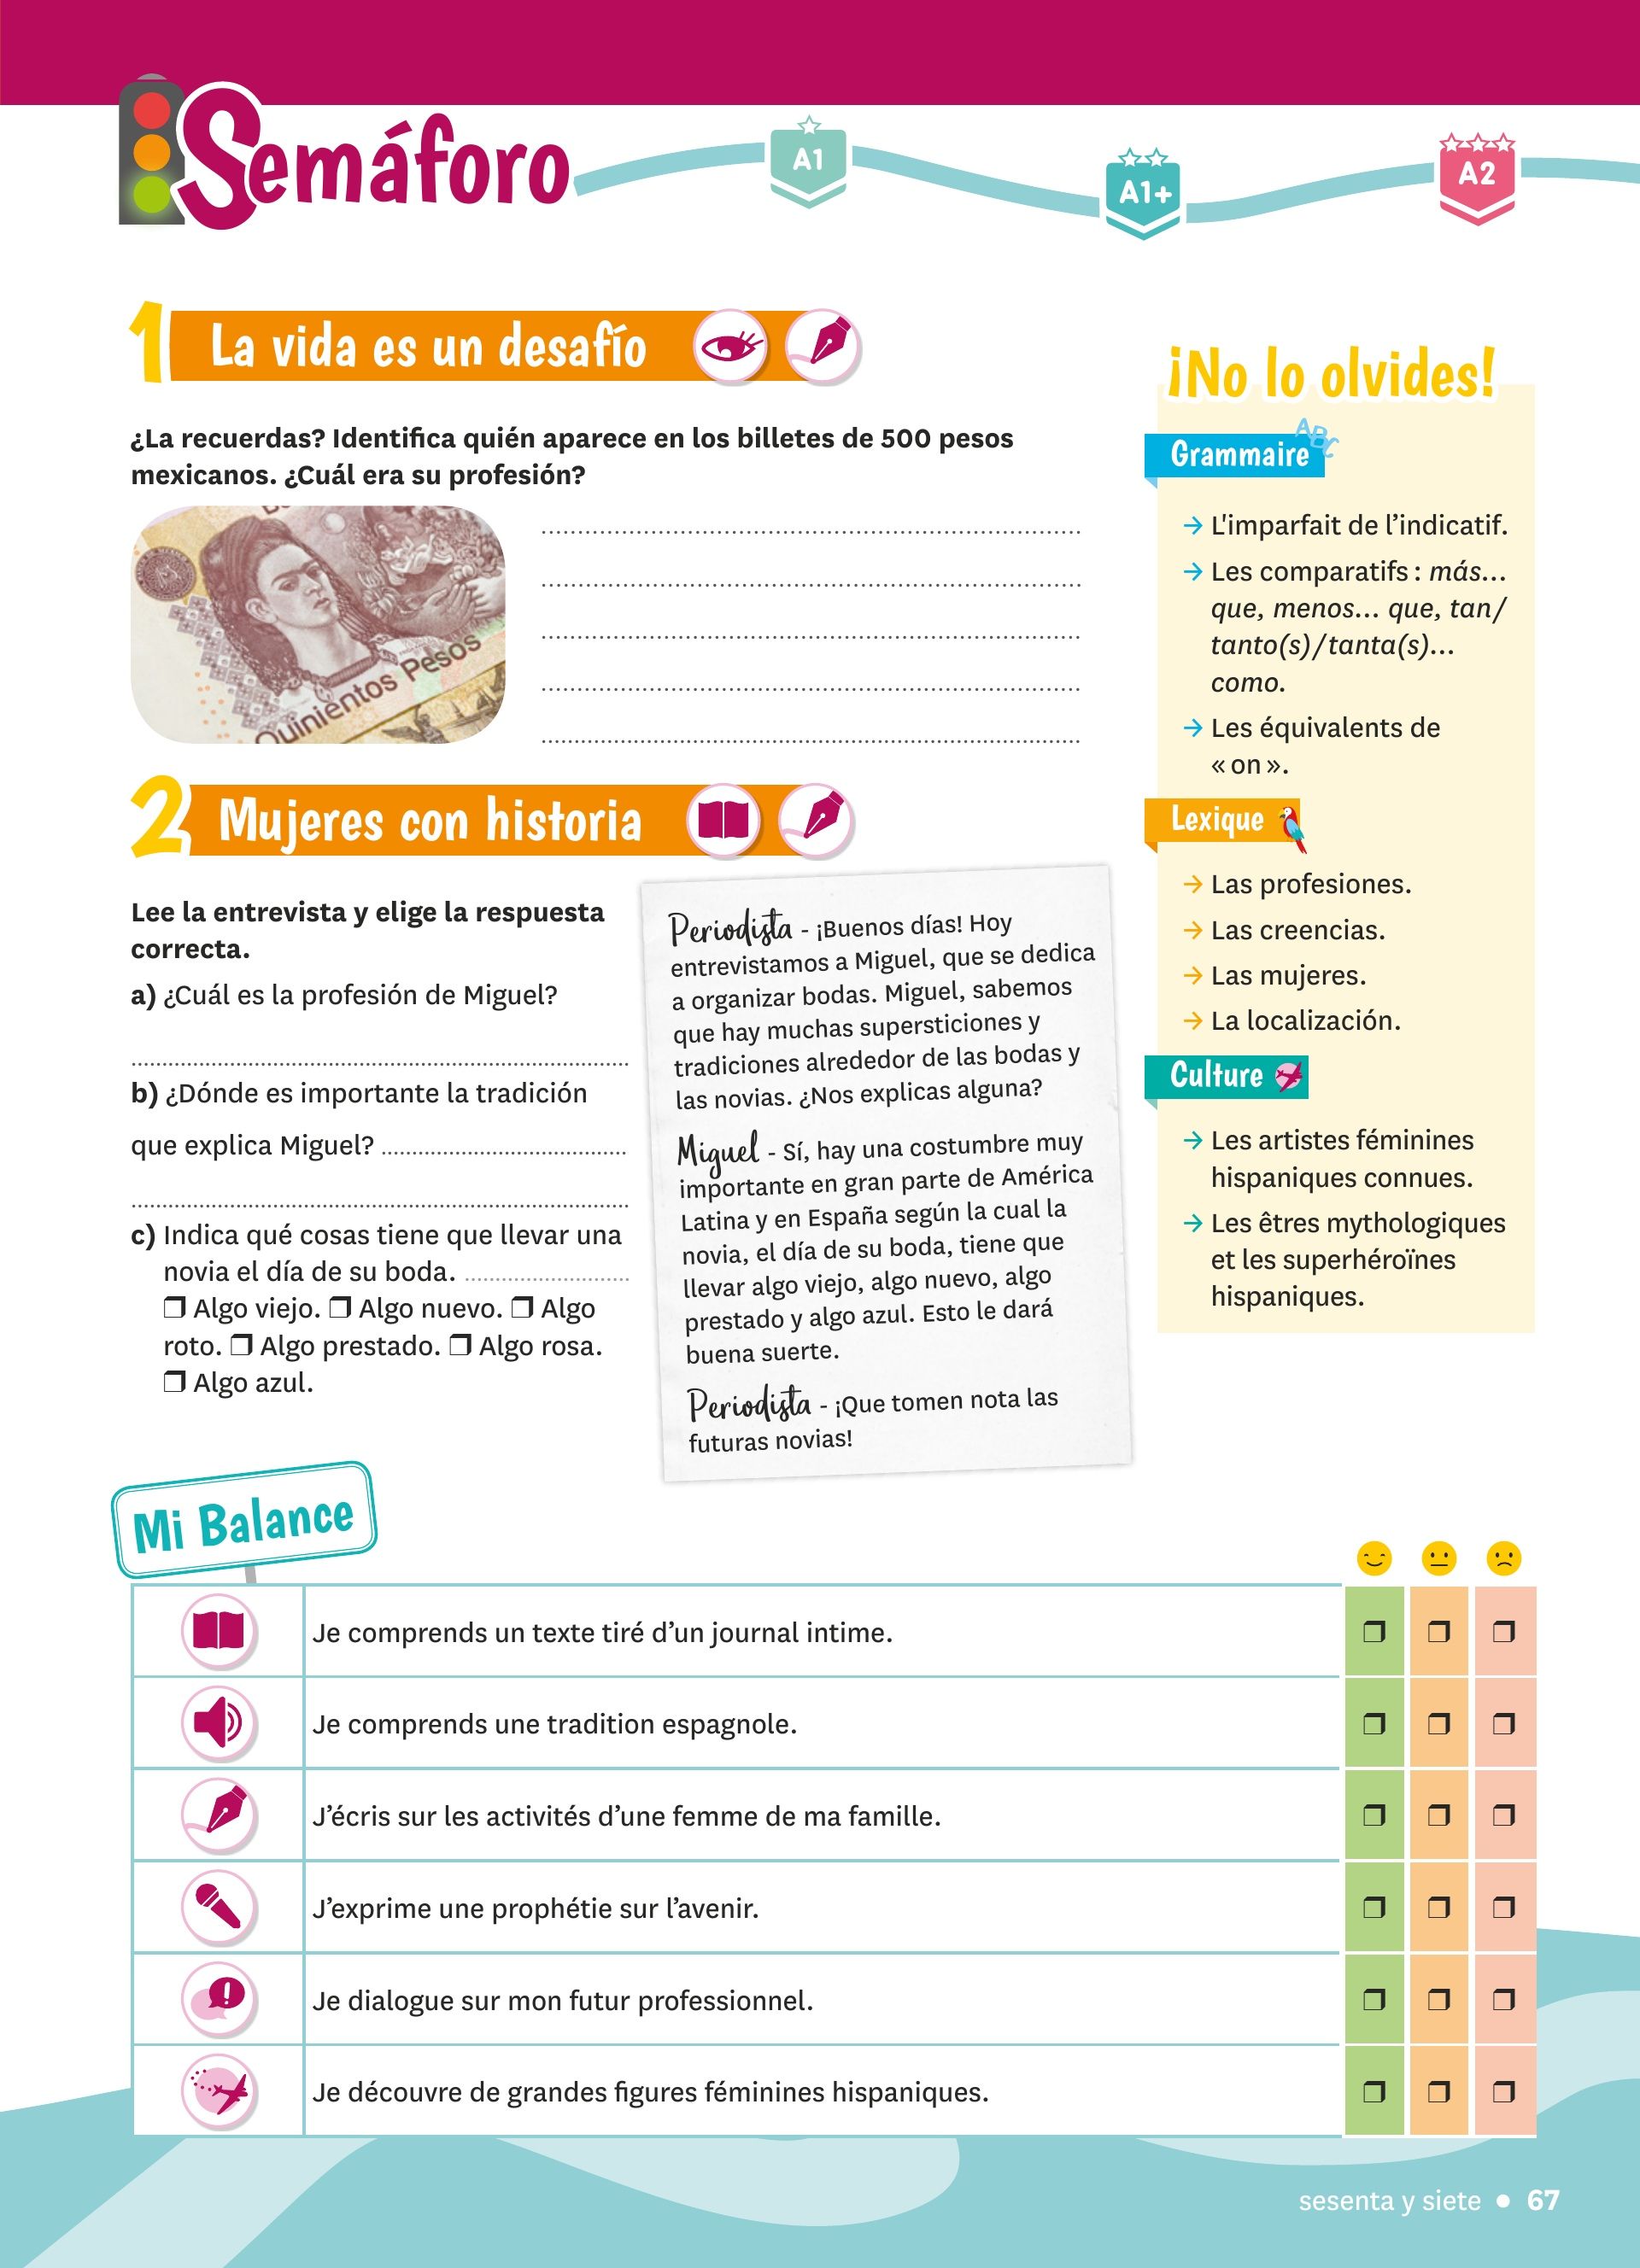 Semáforo
A1
A1+
A2
1 La vida es un desafío
¿La recuerdas? Identifica quién aparece en los billetes de 500 pesos
mexicanos. ¿Cuál era su profesión?
Quinientos Pesos
2 Mujeres con historia
Lee la entrevista y elige la respuesta
correcta.
a) ¿Cuál es la profesión de Miguel?
b) ¿Dónde es importante la tradición
que explica Miguel?
c) Indica qué cosas tiene que llevar una
novia el día de su boda.
❒ Algo viejo. ❒ Algo nuevo. ❒ Algo
roto. ❒ Algo prestado. ❒ Algo rosa.
❒ Algo azul.
Periodista - ¡Buenos días! Hoy
entrevistamos a Miguel, que se dedica
a organizar bodas. Miguel, sabemos
que hay muchas supersticiones y
tradiciones alrededor de las bodas y
las novias. ¿Nos explicas alguna?
Miguel - Sí, hay una costumbre muy
importante en gran parte de América
Latina y en España según la cual la
novia, el día de su boda, tiene que
llevar algo viejo, algo nuevo, algo
prestado y algo azul. Esto le dará
buena suerte.
Periodista - ¡Que tomen nota las
futuras novias!
¡No lo olvides!
Grammaire
ABC
→ L'imparfait de l’indicatif.
→ Les comparatifs : más...
que, menos... que, tan/
tanto(s)/tanta(s)...
como.
→ Les équivalents de
« on ».
Lexique
→ Las profesiones.
→ Las creencias.
→ Las mujeres.
→ La localización.
Culture
→ Les artistes féminines
hispaniques connues.
→ Les êtres mythologiques
et les superhéroïnes
hispaniques.
Mi Balance
Je comprends un texte tiré d’un journal intime.
Je comprends une tradition espagnole.
J’écris sur les activités d’une femme de ma famille.
J’exprime une prophétie sur l’avenir.
Je dialogue sur mon futur professionnel.
Je découvre de grandes figures féminines hispaniques.
sesenta y siete • 67